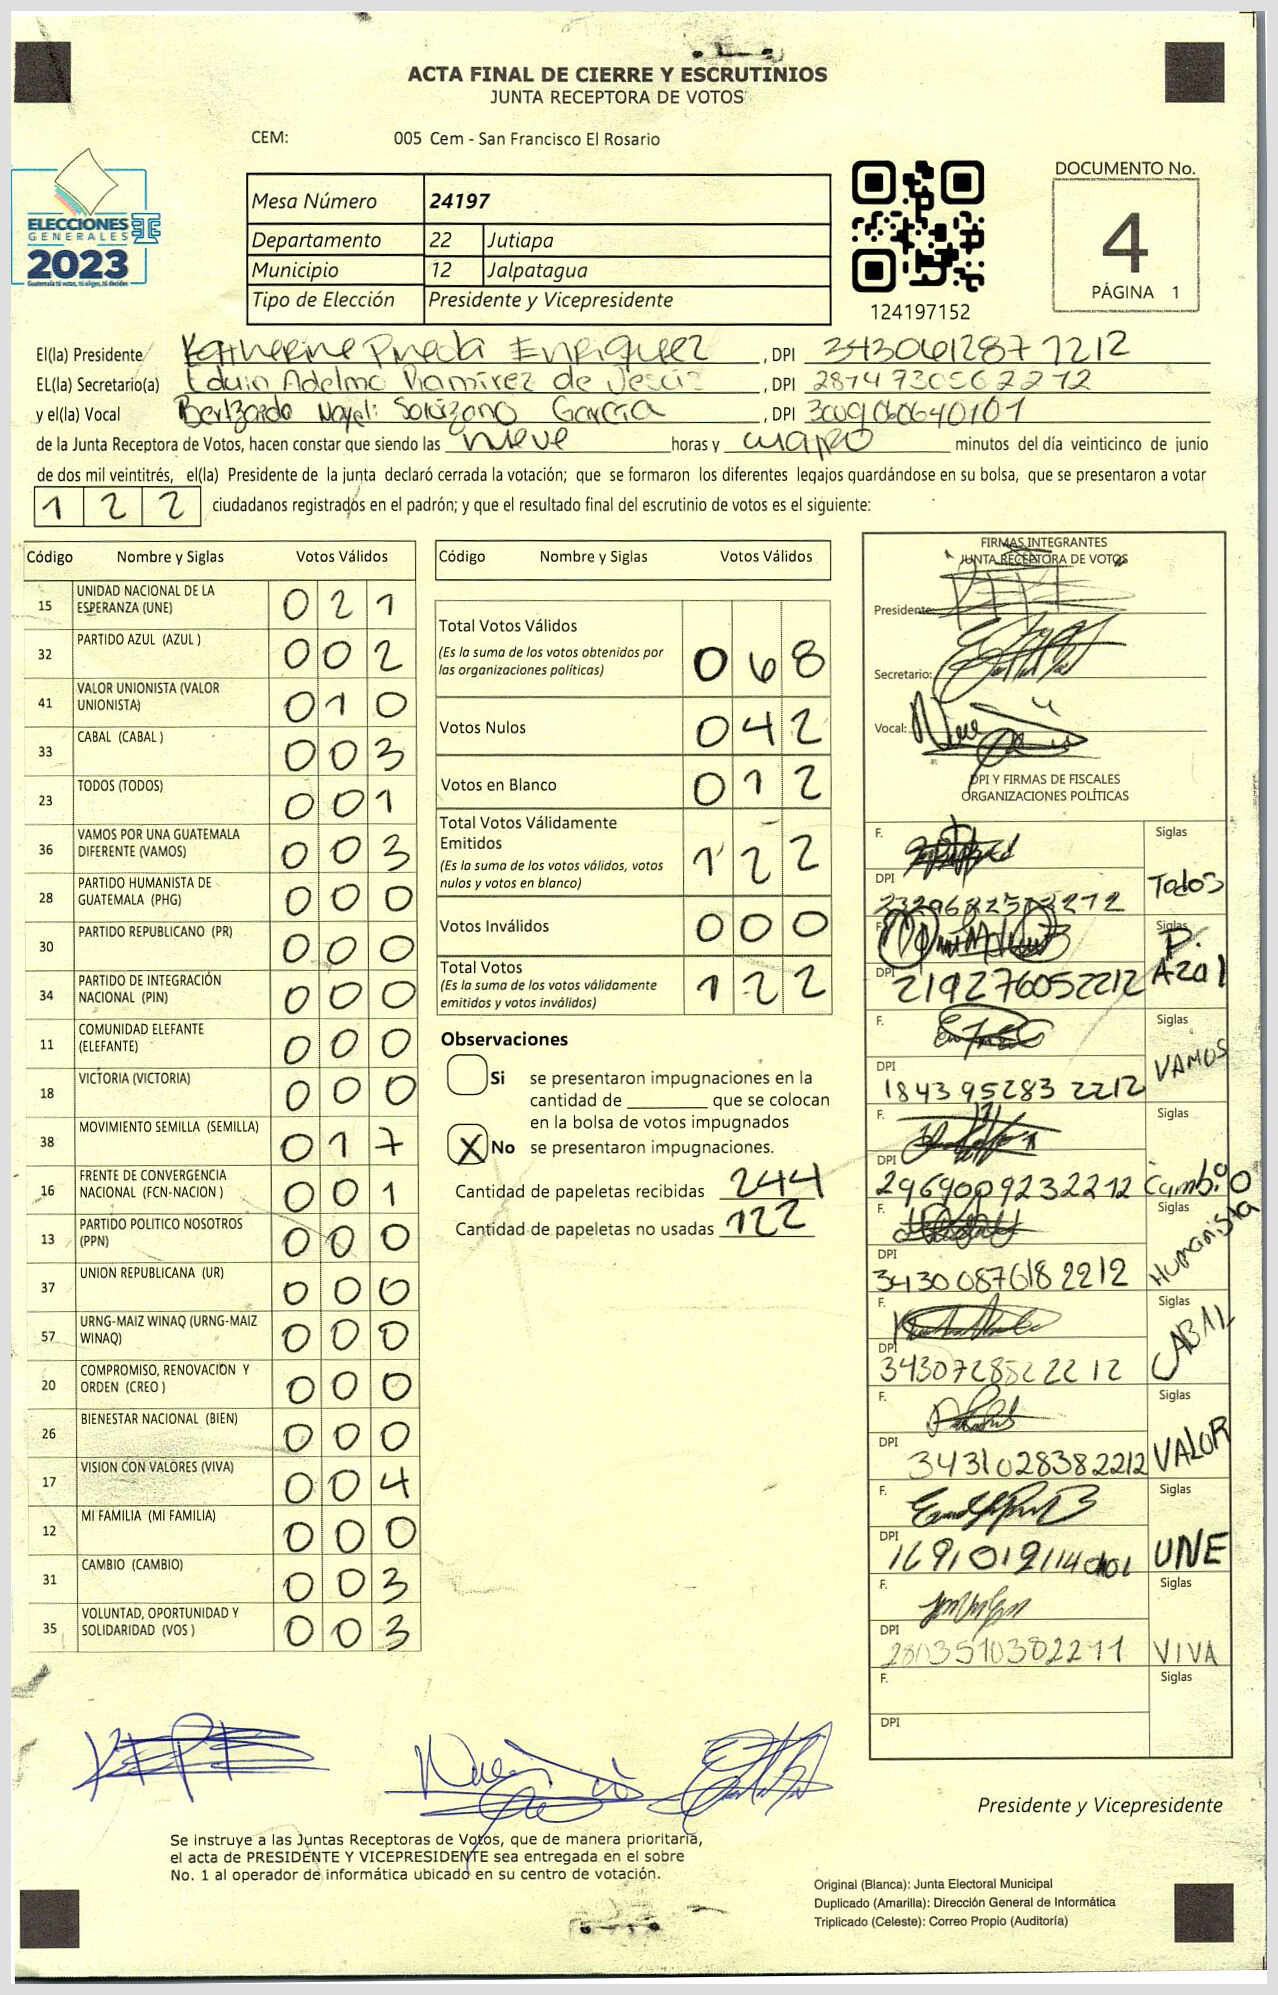 ACTA FINAL DE CIERRE Y ESCRUTINIOS
JUNTA RECEPTORA DE VOTOS
CEM: 005 Cem - San Francisco El Rosario
ELECCIONES
GENERALES
2023
Guatemala tú votas, tú eliges, tú decides
Mesa Número 24197
Departamento 22 Jutiapa
Municipio 12 Jalpatagua
Tipo de Elección Presidente y Vicepresidente
124197152
DOCUMENTO No.
4
PÁGINA 1
El(la) Presidente Katherine Pineda Enriquez , DPI 3430612871212
EL(la) Secretario(a) Eduin Adelmo Ramirez de Jesús , DPI 2874730562212
y el(la) Vocal Nayeli Solórzano García , DPI
de la Junta Receptora de Votos, hacen constar que siendo las nueve horas y minutos del día veinticinco de junio
de dos mil veintitrés, el(la) Presidente de la junta declaró cerrada la votación; que se formaron los diferentes legajos guardándose en su bolsa, que se presentaron a votar
1 2 2 ciudadanos registrados en el padrón; y que el resultado final del escrutinio de votos es el siguiente:
Código Nombre y Siglas Votos Válidos
15 UNIDAD NACIONAL DE LA ESPERANZA (UNE) 0 2 1
32 PARTIDO AZUL (AZUL ) 0 0 2
41 VALOR UNIONISTA (VALOR UNIONISTA) 0 1 0
33 CABAL (CABAL ) 0 0 3
23 TODOS (TODOS) 0 0 1
36 VAMOS POR UNA GUATEMALA DIFERENTE (VAMOS) 0 0 3
28 PARTIDO HUMANISTA DE GUATEMALA (PHG) 0 0 0
30 PARTIDO REPUBLICANO (PR) 0 0 0
34 PARTIDO DE INTEGRACIÓN NACIONAL (PIN) 0 0 0
11 COMUNIDAD ELEFANTE (ELEFANTE) 0 0 0
18 VICTORIA (VICTORIA) 0 0 0
38 MOVIMIENTO SEMILLA (SEMILLA) 0 1 7
16 FRENTE DE CONVERGENCIA NACIONAL (FCN-NACION ) 0 0 1
13 PARTIDO POLITICO NOSOTROS (PPN) 0 0 0
37 UNION REPUBLICANA (UR) 0 0 0
57 URNG-MAIZ WINAQ (URNG-MAIZ WINAQ) 0 0 0
20 COMPROMISO, RENOVACIÓN Y ORDEN (CREO ) 0 0 0
26 BIENESTAR NACIONAL (BIEN) 0 0 0
17 VISION CON VALORES (VIVA) 0 0 4
12 MI FAMILIA (MI FAMILIA) 0 0 0
31 CAMBIO (CAMBIO) 0 0 3
35 VOLUNTAD, OPORTUNIDAD Y SOLIDARIDAD (VOS ) 0 0 3
Código Nombre y Siglas Votos Válidos
Total Votos Válidos 0 6 8
(Es la suma de los votos obtenidos por
las organizaciones políticas)
Votos Nulos 0 4 2
Votos en Blanco 0 1 2
Total Votos Válidamente
Emitidos 1 2 2
(Es la suma de los votos válidos, votos
nulos y votos en blanco)
Votos Inválidos 0 0 0
Total Votos 1 2 2
(Es la suma de los votos válidamente
emitidos y votos inválidos)
Observaciones
Si se presentaron impugnaciones en la
cantidad de ________ que se colocan
en la bolsa de votos impugnados
X No se presentaron impugnaciones.
Cantidad de papeletas recibidas 244
Cantidad de papeletas no usadas 122
FIRMAS INTEGRANTES
JUNTA RECEPTORA DE VOTOS
Presidente:
Secretario:
Vocal:
DPI Y FIRMAS DE FISCALES
ORGANIZACIONES POLÍTICAS
F. Siglas
DPI Todos
F. Siglas
DPI 219276052212 P. Azul
F. Siglas
DPI 1843952832212 VAMOS
F. Siglas
DPI 2969009232212 Cambio
F. Siglas
DPI 3430087618 2212 Humanista
F. Siglas
DPI 3430728522212 CABAL
F. Siglas
DPI 3431028382212 VALOR
F. Siglas
DPI UNE
F. Siglas
DPI 2803510382211 VIVA
F. Siglas
DPI
Presidente y Vicepresidente
Se instruye a las Juntas Receptoras de Votos, que de manera prioritaria,
el acta de PRESIDENTE Y VICEPRESIDENTE sea entregada en el sobre
No. 1 al operador de informática ubicado en su centro de votación.
Original (Blanca): Junta Electoral Municipal
Duplicado (Amarilla): Dirección General de Informática
Triplicado (Celeste): Correo Propio (Auditoría)